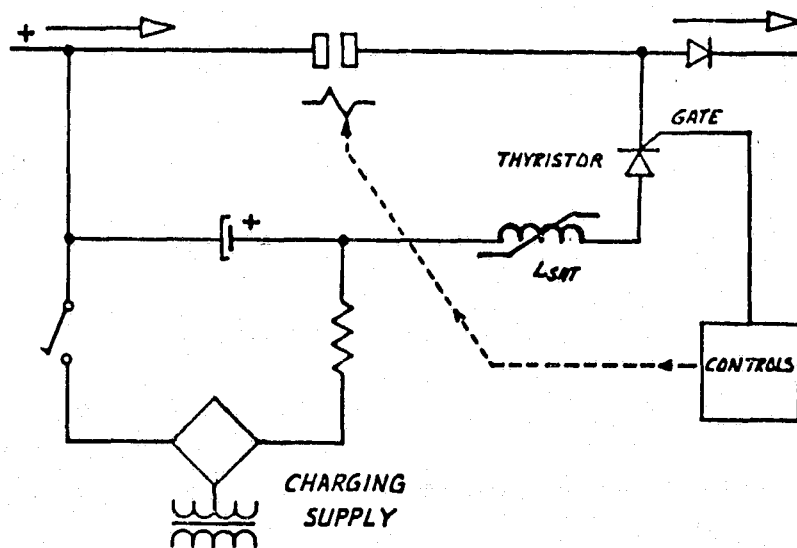 +
GATE
THYRISTOR
+
LSAT
CONTROLS
CHARGING
SUPPLY